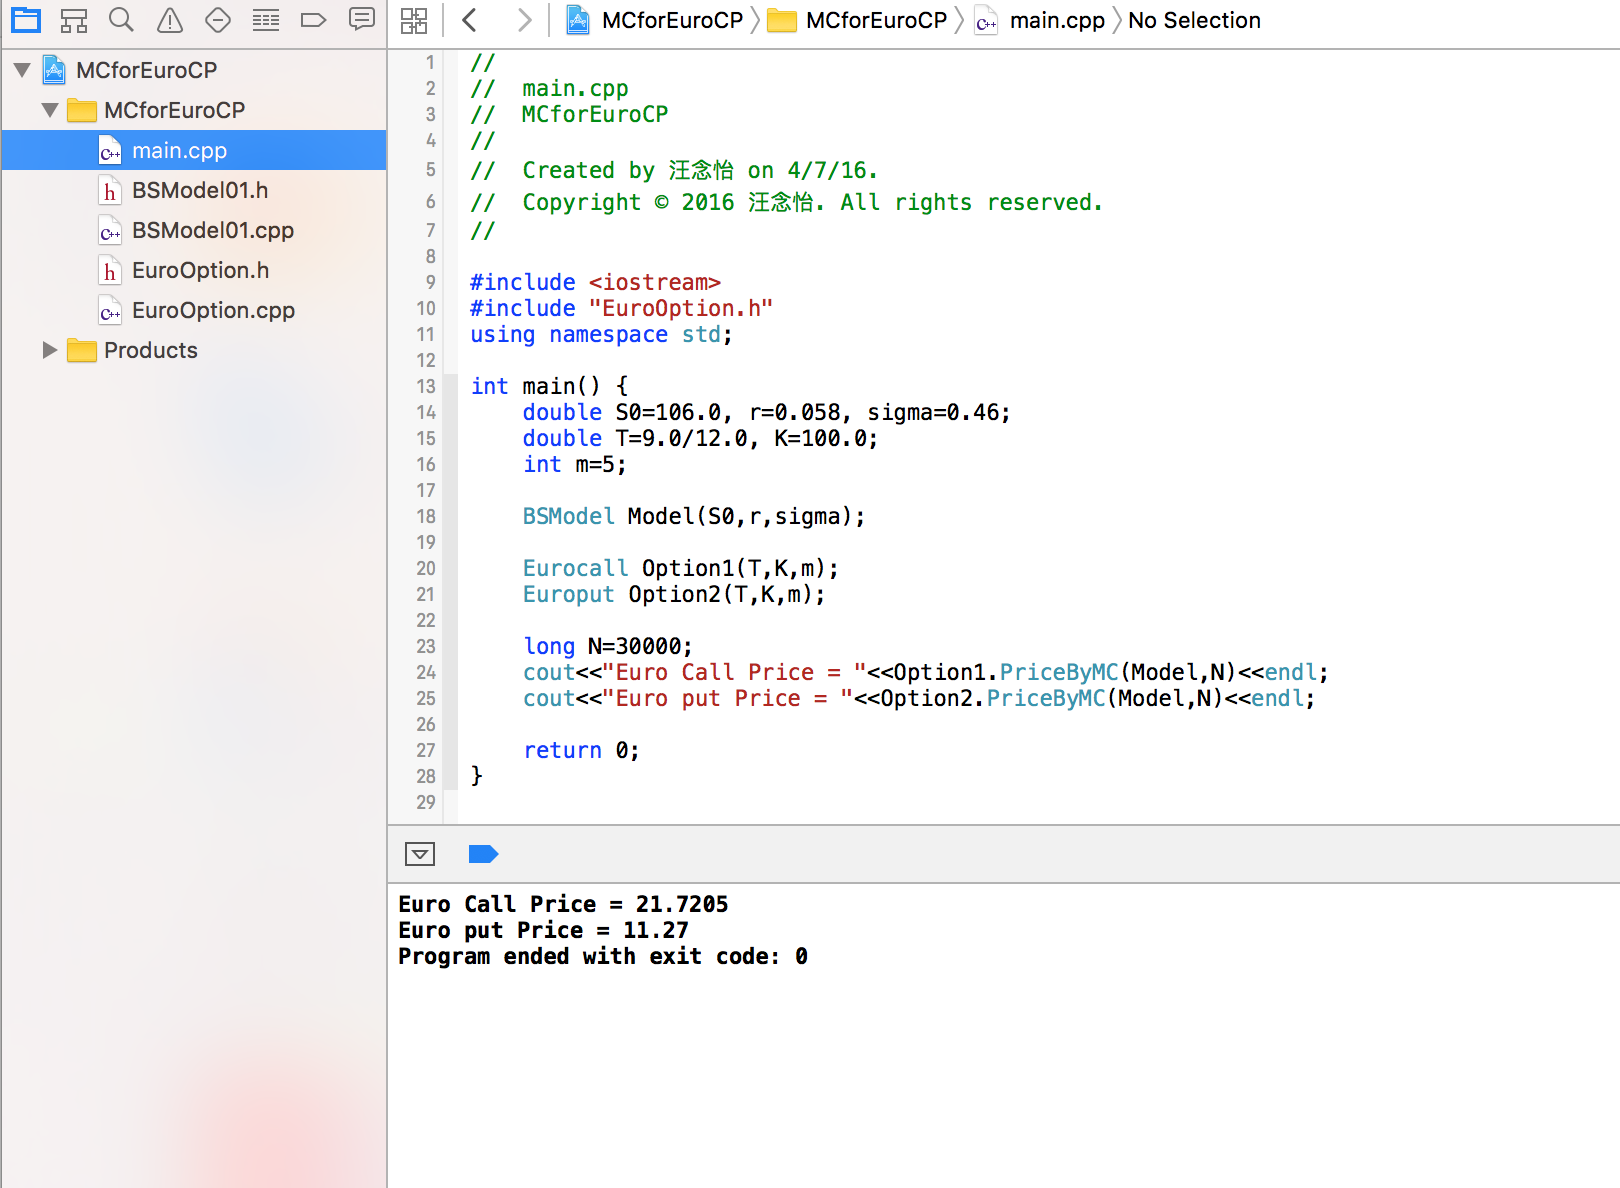 MCforEuroCP
MCforEuroCP
main.cpp
No Selection
MCforEuroCP
MCforEuroCP
main.cpp
BSModel01.h
BSModel01.cpp
EuroOption.h
EuroOption.cpp
Products
1 //
2 //  main.cpp
3 //  MCforEuroCP
4 //
5 //  Created by 汪念怡 on 4/7/16.
6 //  Copyright © 2016 汪念怡. All rights reserved.
7 //
8
9 #include <iostream>
10 #include "EuroOption.h"
11 using namespace std;
12
13 int main() {
14     double S0=106.0, r=0.058, sigma=0.46;
15     double T=9.0/12.0, K=100.0;
16     int m=5;
17
18     BSModel Model(S0,r,sigma);
19
20     Eurocall Option1(T,K,m);
21     Europut Option2(T,K,m);
22
23     long N=30000;
24     cout<<"Euro Call Price = "<<Option1.PriceByMC(Model,N)<<endl;
25     cout<<"Euro put Price = "<<Option2.PriceByMC(Model,N)<<endl;
26
27     return 0;
28 }
29
Euro Call Price = 21.7205
Euro put Price = 11.27
Program ended with exit code: 0